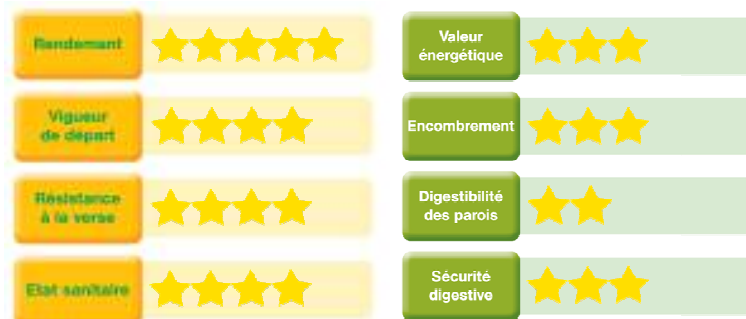 Rendement
Vigueur
de départ
Résistance
à la verse
Etat sanitaire
Valeur
énergétique
Encombrement
Digestibilité
des parois
Sécurité
digestive